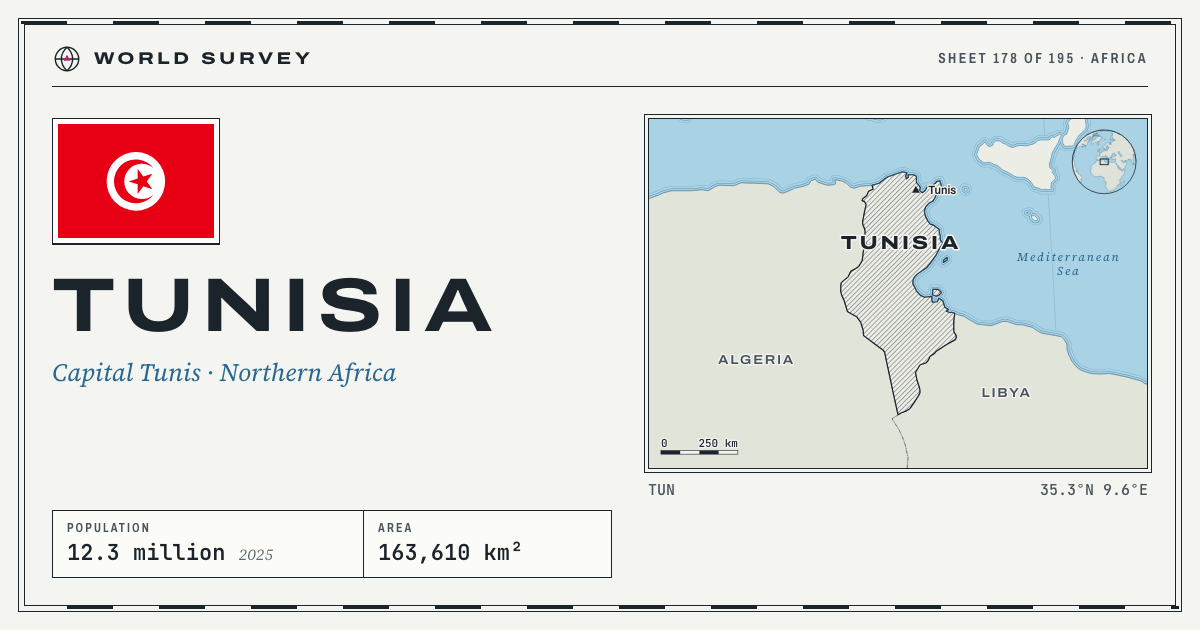 WORLD SURVEY
SHEET 178 OF 195 · AFRICA
TUNISIA
Capital Tunis · Northern Africa
POPULATION
12.3 million 2025
AREA
163,610 km²
Tunis
TUNISIA
Mediterranean
Sea
ALGERIA
LIBYA
0 250 km
TUN
35.3°N 9.6°E